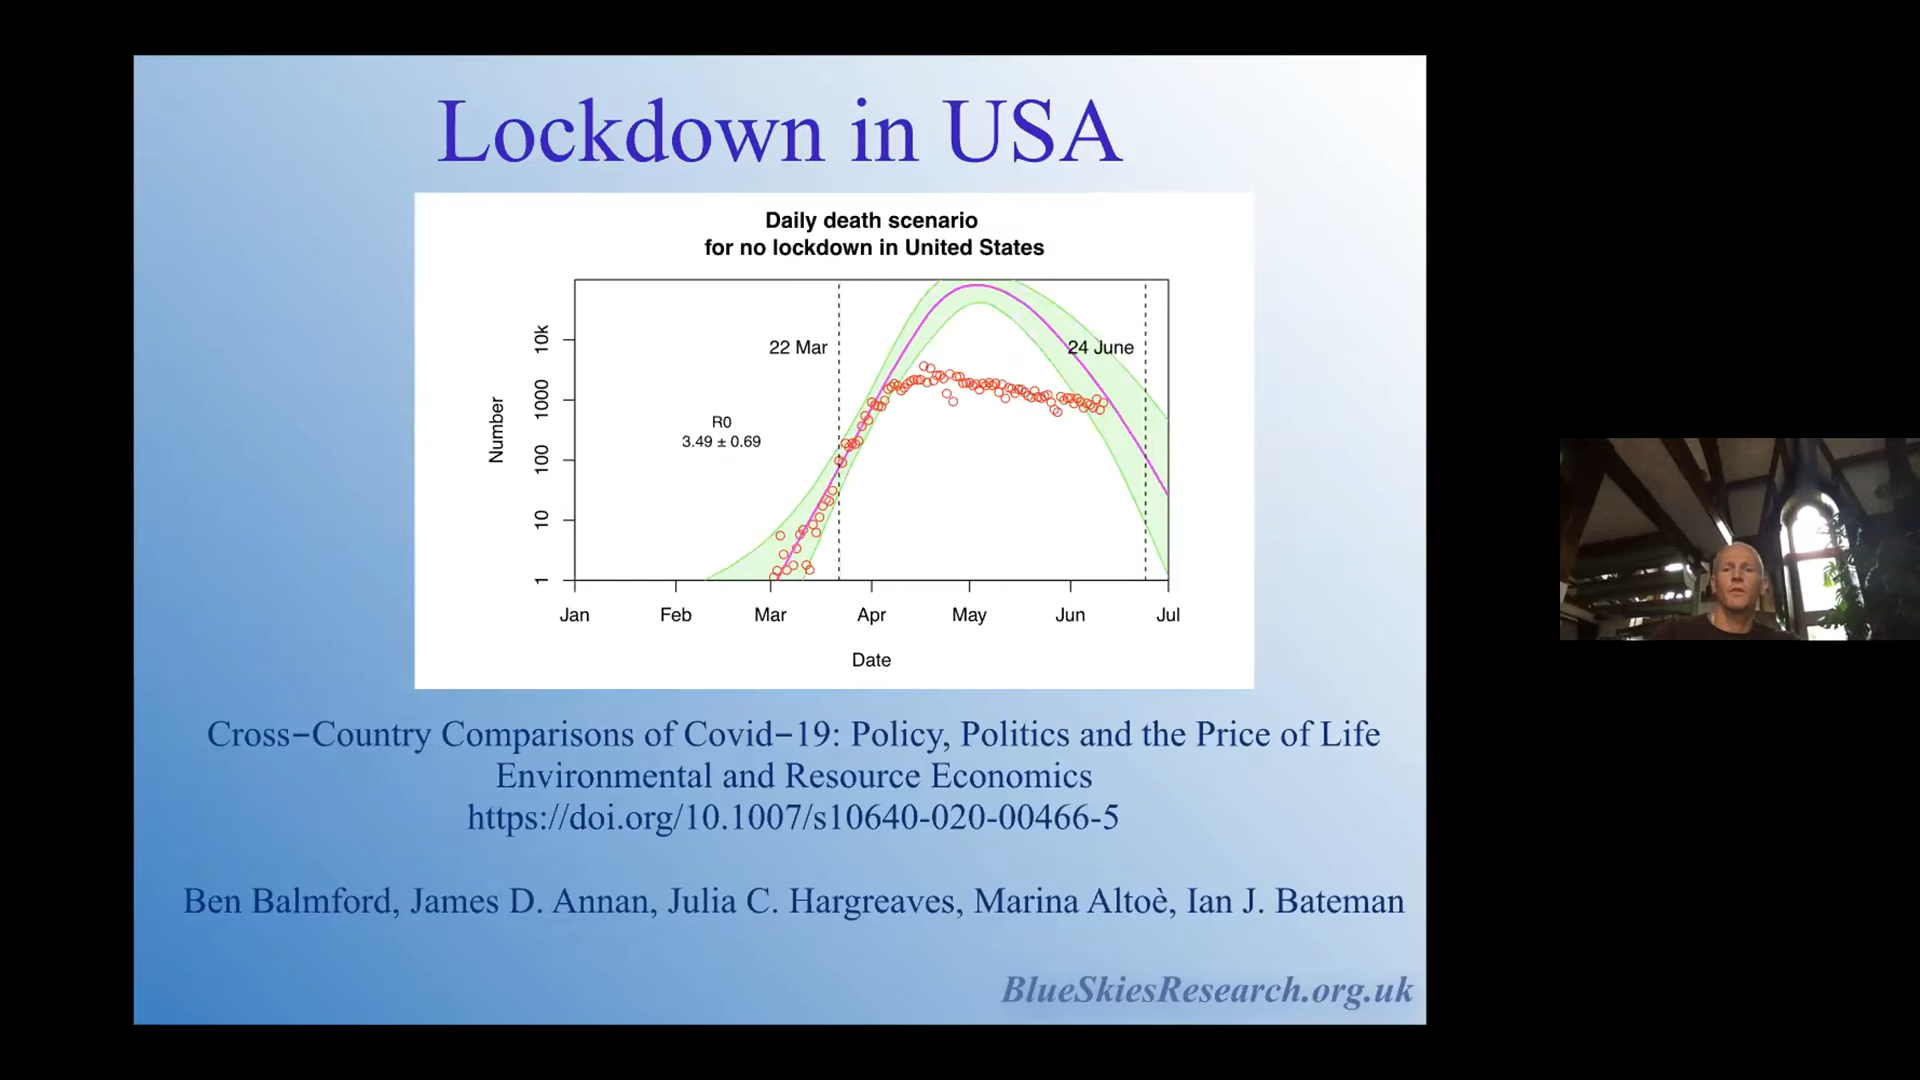 Lockdown in USA
Daily death scenario
for no lockdown in United States
10k
1000
100
10
1
Number
22 Mar
24 June
R0
3.49 ± 0.69
Jan Feb Mar Apr May Jun Jul
Date
Cross−Country Comparisons of Covid−19: Policy, Politics and the Price of Life
Environmental and Resource Economics
https://doi.org/10.1007/s10640-020-00466-5
Ben Balmford, James D. Annan, Julia C. Hargreaves, Marina Altoè, Ian J. Bateman
BlueSkiesResearch.org.uk